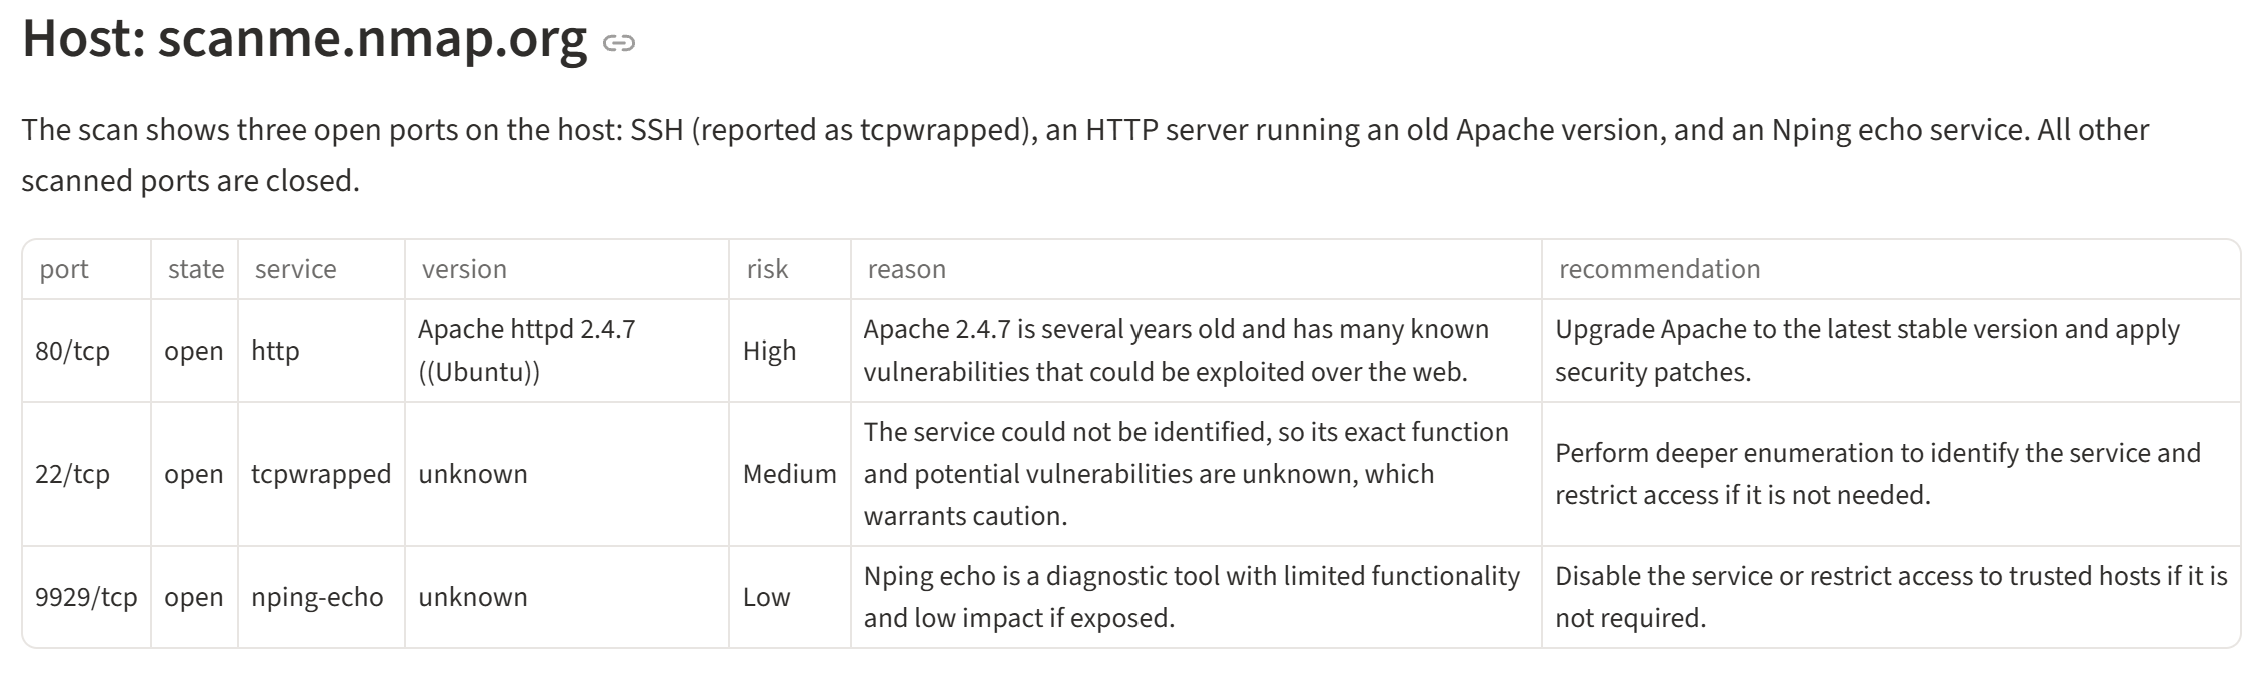 Host: scanme.nmap.org
The scan shows three open ports on the host: SSH (reported as tcpwrapped), an HTTP server running an old Apache version, and an Nping echo service. All other
scanned ports are closed.
port state service version risk reason recommendation
80/tcp open http Apache httpd 2.4.7
((Ubuntu)) High Apache 2.4.7 is several years old and has many known
vulnerabilities that could be exploited over the web. Upgrade Apache to the latest stable version and apply
security patches.
22/tcp open tcpwrapped unknown Medium The service could not be identified, so its exact function
and potential vulnerabilities are unknown, which
warrants caution. Perform deeper enumeration to identify the service and
restrict access if it is not needed.
9929/tcp open nping-echo unknown Low Nping echo is a diagnostic tool with limited functionality
and low impact if exposed. Disable the service or restrict access to trusted hosts if it is
not required.